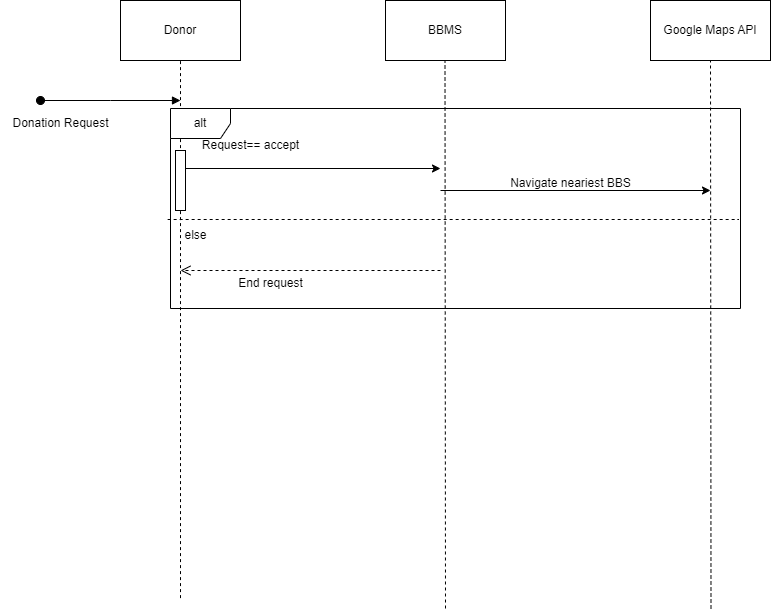 Donor
BBMS
Google Maps API
Donation Request
alt
Request== accept
Navigate neariest BBS
else
End request